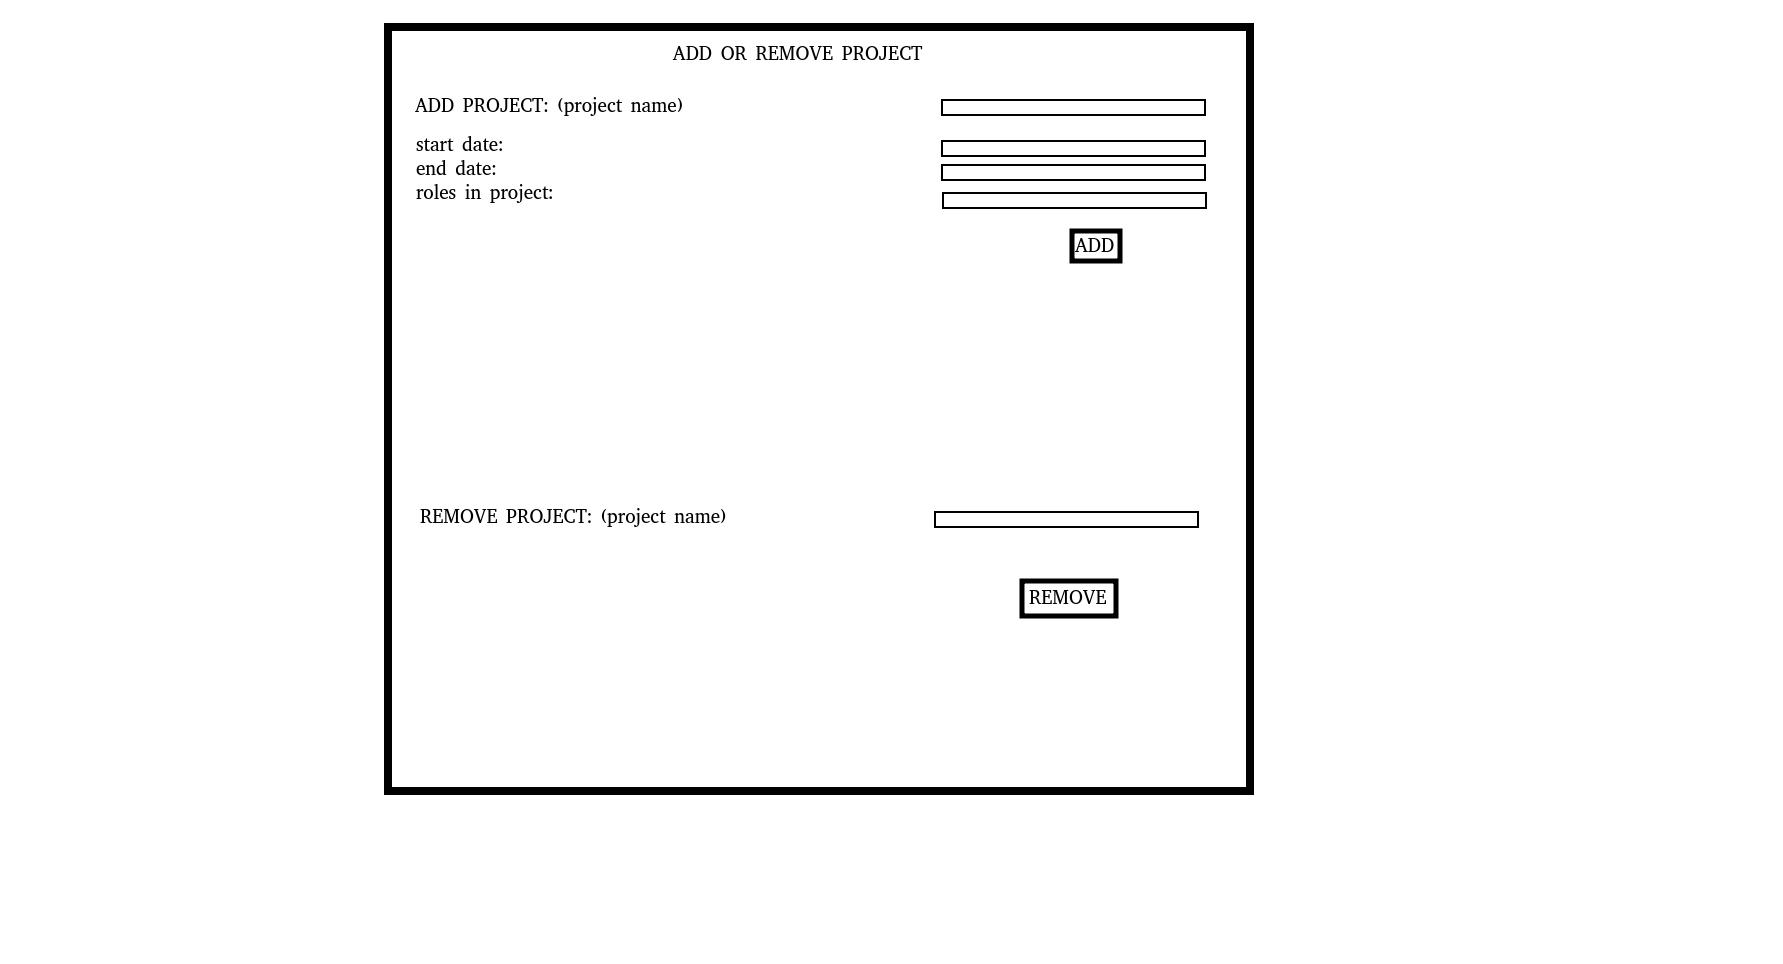 ADD OR REMOVE PROJECT
ADD PROJECT: (project name)
start date:
end date:
roles in project:
ADD
REMOVE PROJECT: (project name)
REMOVE